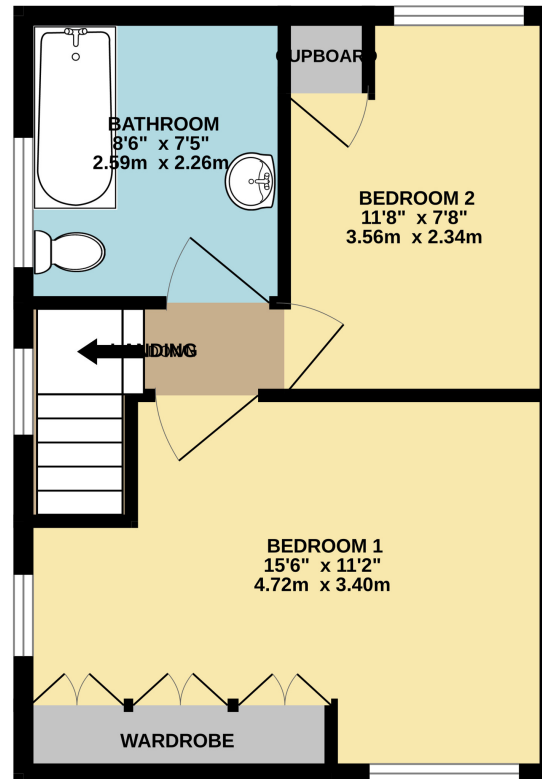 CUPBOARD
BATHROOM
8'6" x 7'5"
2.59m x 2.26m
BEDROOM 2
11'8" x 7'8"
3.56m x 2.34m
LANDING
BEDROOM 1
15'6" x 11'2"
4.72m x 3.40m
WARDROBE